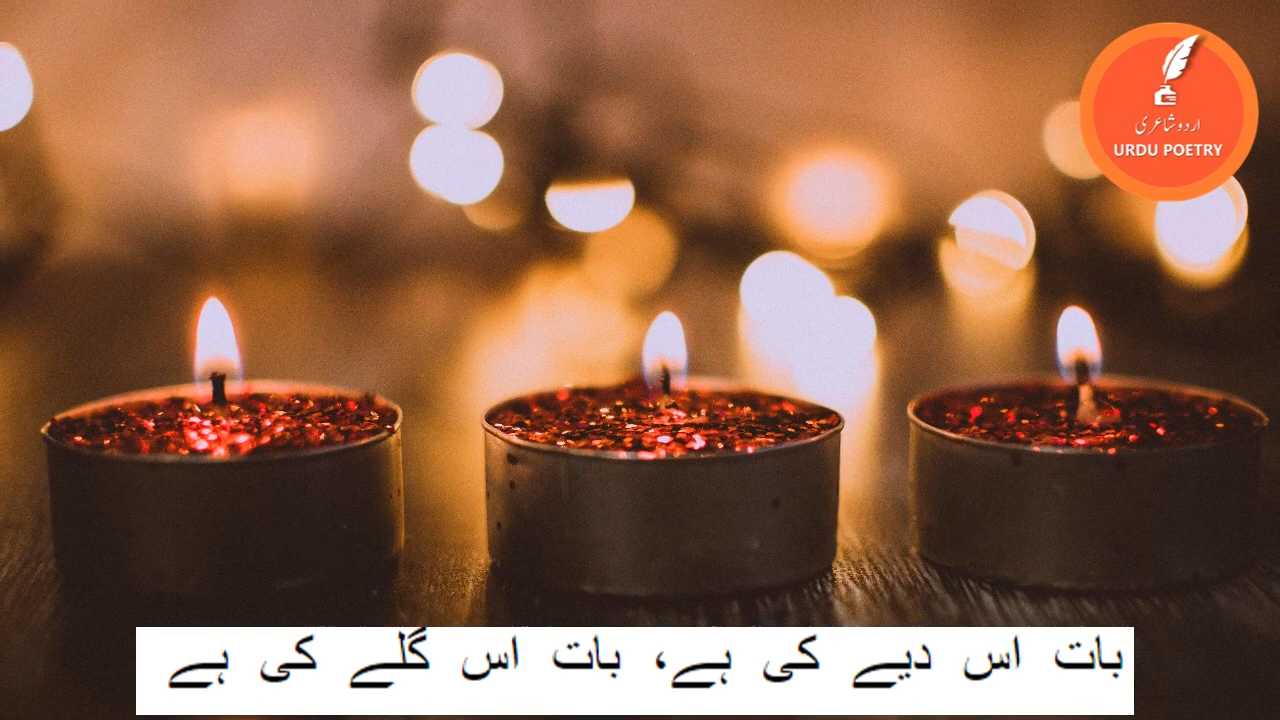 اردو شاعری
URDU POETRY
بات اس دیے کی ہے، بات اس گلے کی ہے